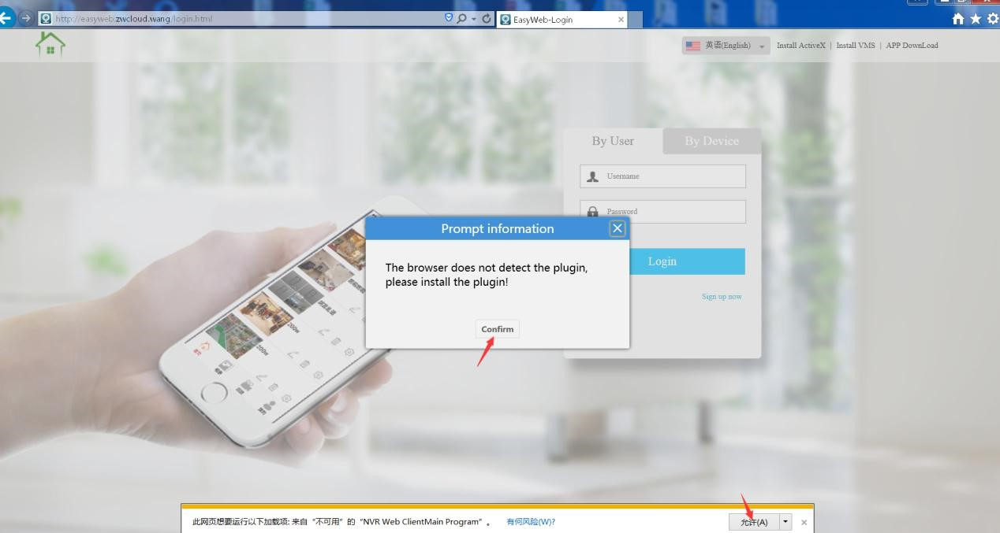 http://easyweb.zwcloud.wang/login.html
EasyWeb-Login
英语(English)
Install ActiveX | Install VMS | APP DownLoad
By User
By Device
Username
Password
Prompt information
The browser does not detect the plugin,
please install the plugin!
Confirm
Login
Sign up now
200w
200w
此网页想要运行以下加载项: 来自“不可用”的“NVR Web ClientMain Program”。
有何风险(W)?
允许(A)